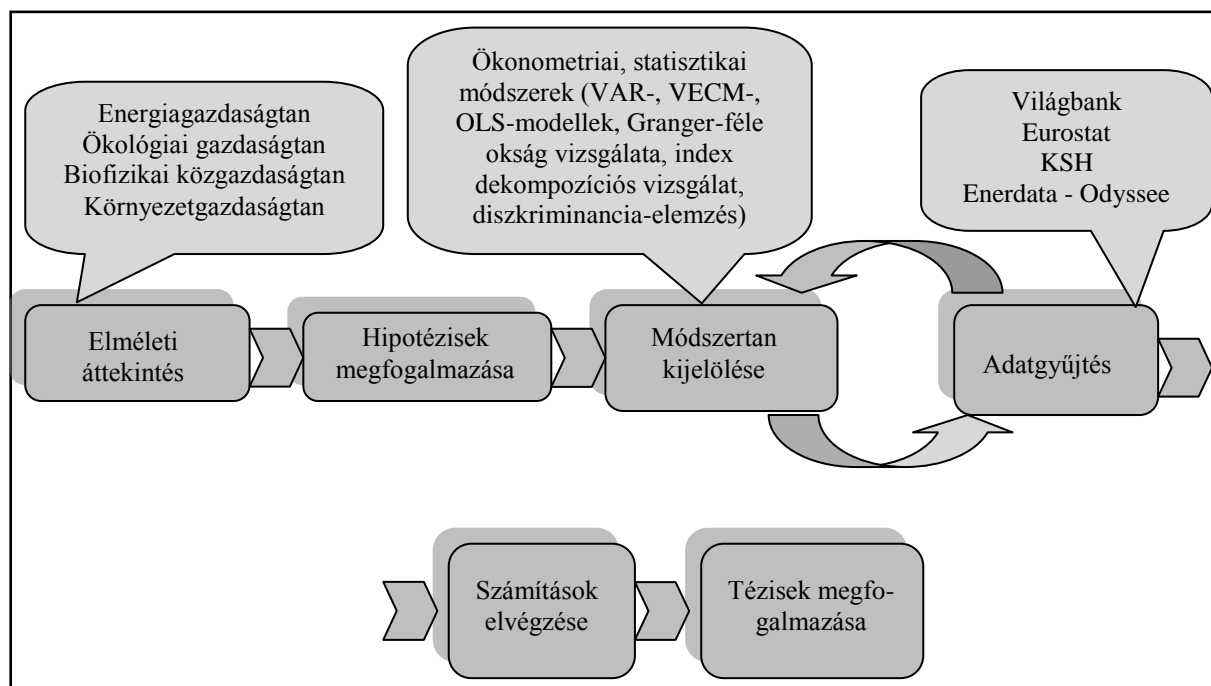 Energiagazdaságtan
Ökológiai gazdaságtan
Biofizikai közgazdaságtan
Környezetgazdaságtan
Ökonometriai, statisztikai
módszerek (VAR-, VECM-,
OLS-modellek, Granger-féle
okság vizsgálata, index
dekompozíciós vizsgálat,
diszkriminancia-elemzés)
Világbank
Eurostat
KSH
Enerdata - Odyssee
Elméleti
áttekintés
Hipotézisek
megfogalmazása
Módszertan
kijelölése
Adatgyűjtés
Számítások
elvégzése
Tézisek megfo-
galmazása